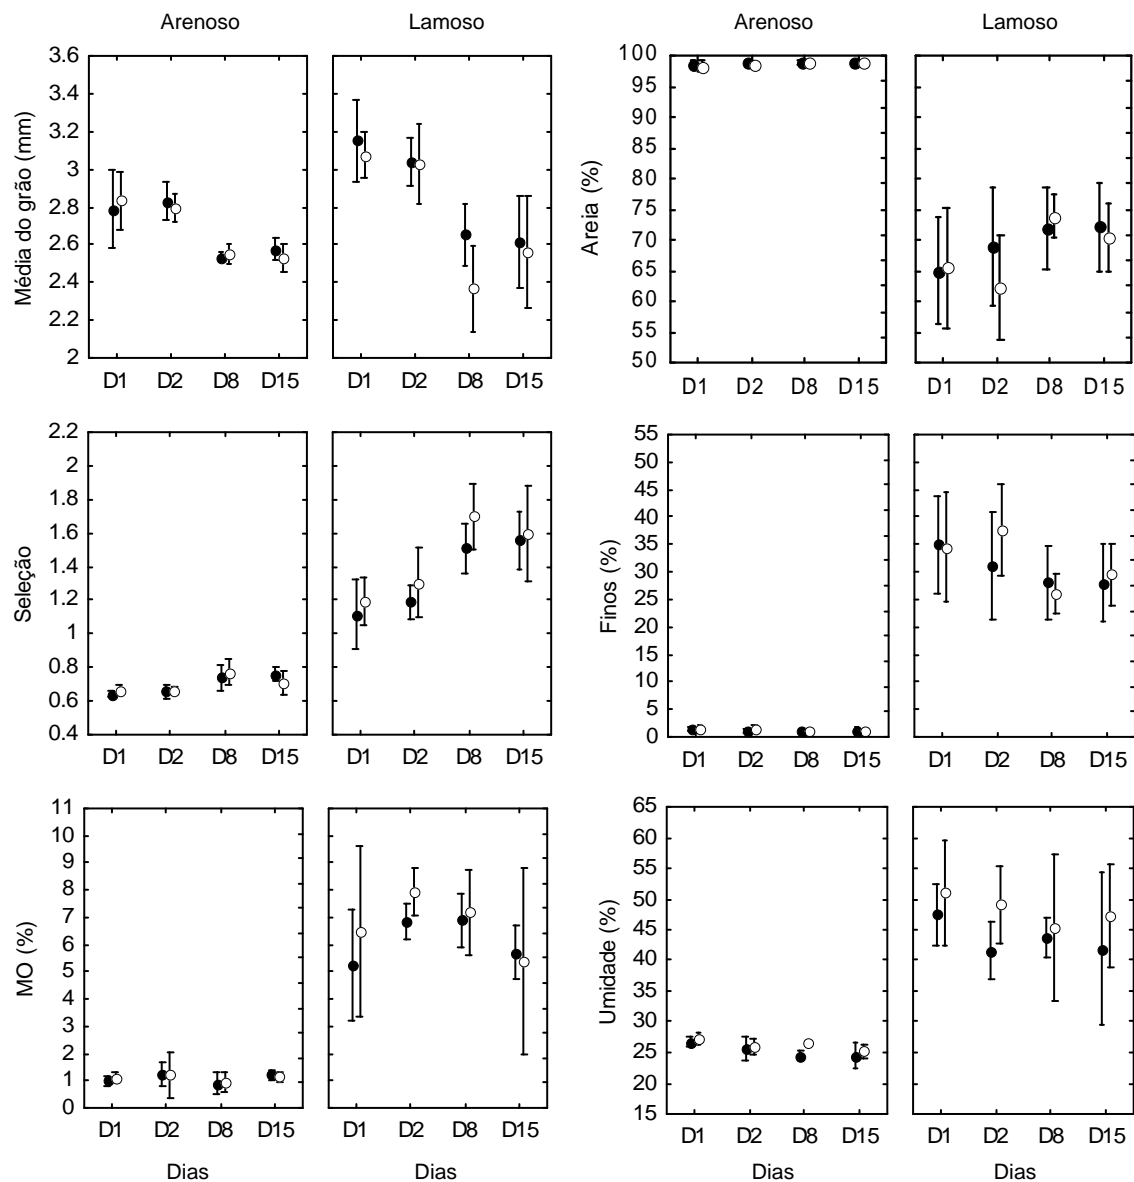 Arenoso
Lamoso
Média do grão (mm)
3.6
3.4
3.2
3
2.8
2.6
2.4
2.2
2
D1 D2 D8 D15
D1 D2 D8 D15
Arenoso
Lamoso
Areia (%)
100
95
90
85
80
75
70
65
60
55
50
D1 D2 D8 D15
D1 D2 D8 D15
Seleção
2.2
2
1.8
1.6
1.4
1.2
1
0.8
0.6
0.4
D1 D2 D8 D15
D1 D2 D8 D15
Finos (%)
55
50
45
40
35
30
25
20
15
10
5
0
D1 D2 D8 D15
D1 D2 D8 D15
MO (%)
11
10
9
8
7
6
5
4
3
2
1
0
D1 D2 D8 D15
D1 D2 D8 D15
Dias
Dias
Umidade (%)
65
60
55
50
45
40
35
30
25
20
15
D1 D2 D8 D15
D1 D2 D8 D15
Dias
Dias